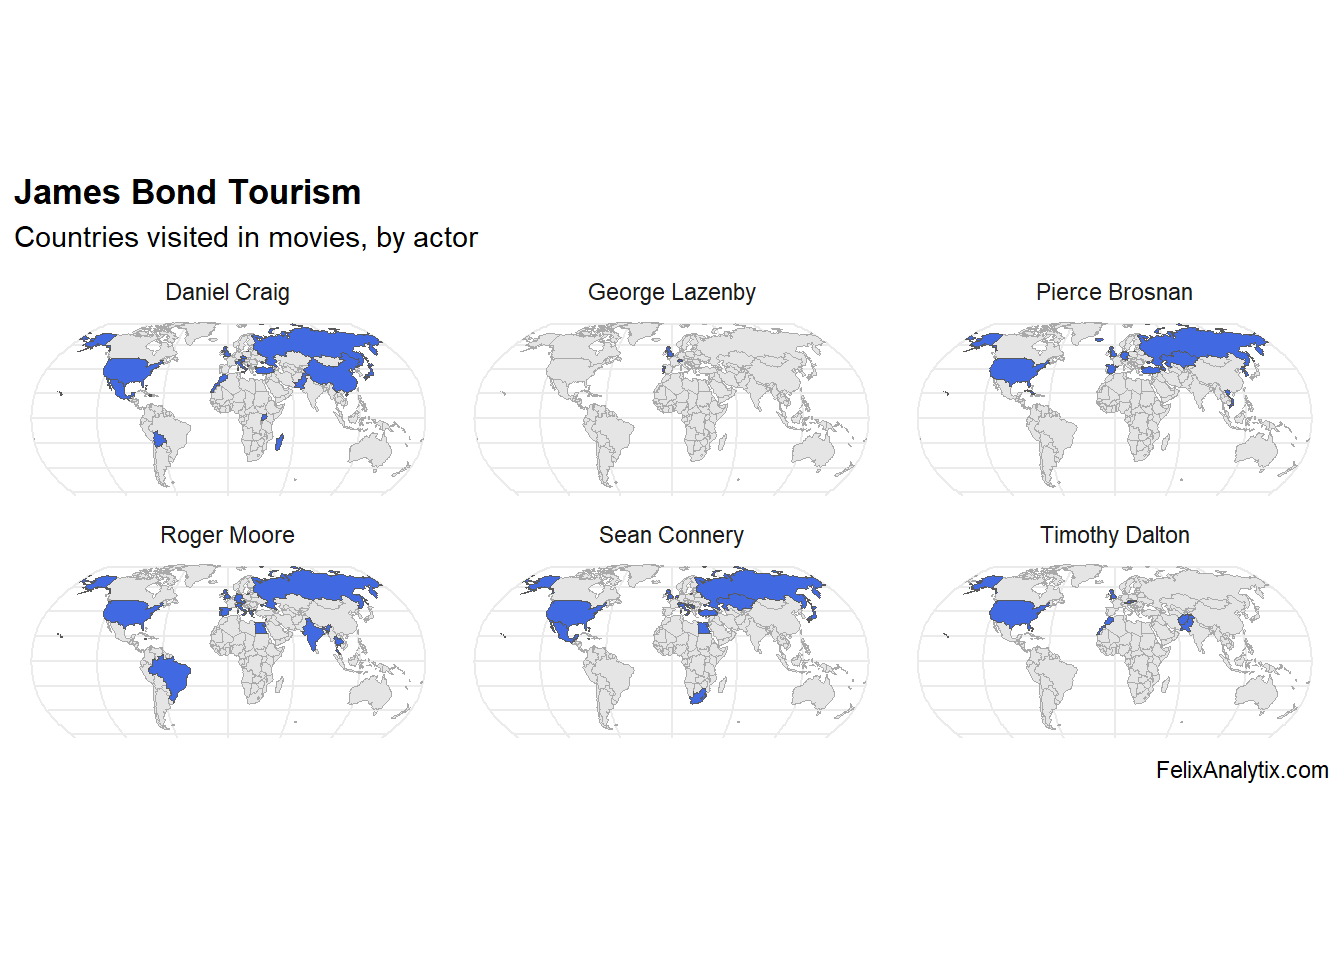 James Bond Tourism
Countries visited in movies, by actor
Daniel Craig
George Lazenby
Pierce Brosnan
Roger Moore
Sean Connery
Timothy Dalton
FelixAnalytix.com